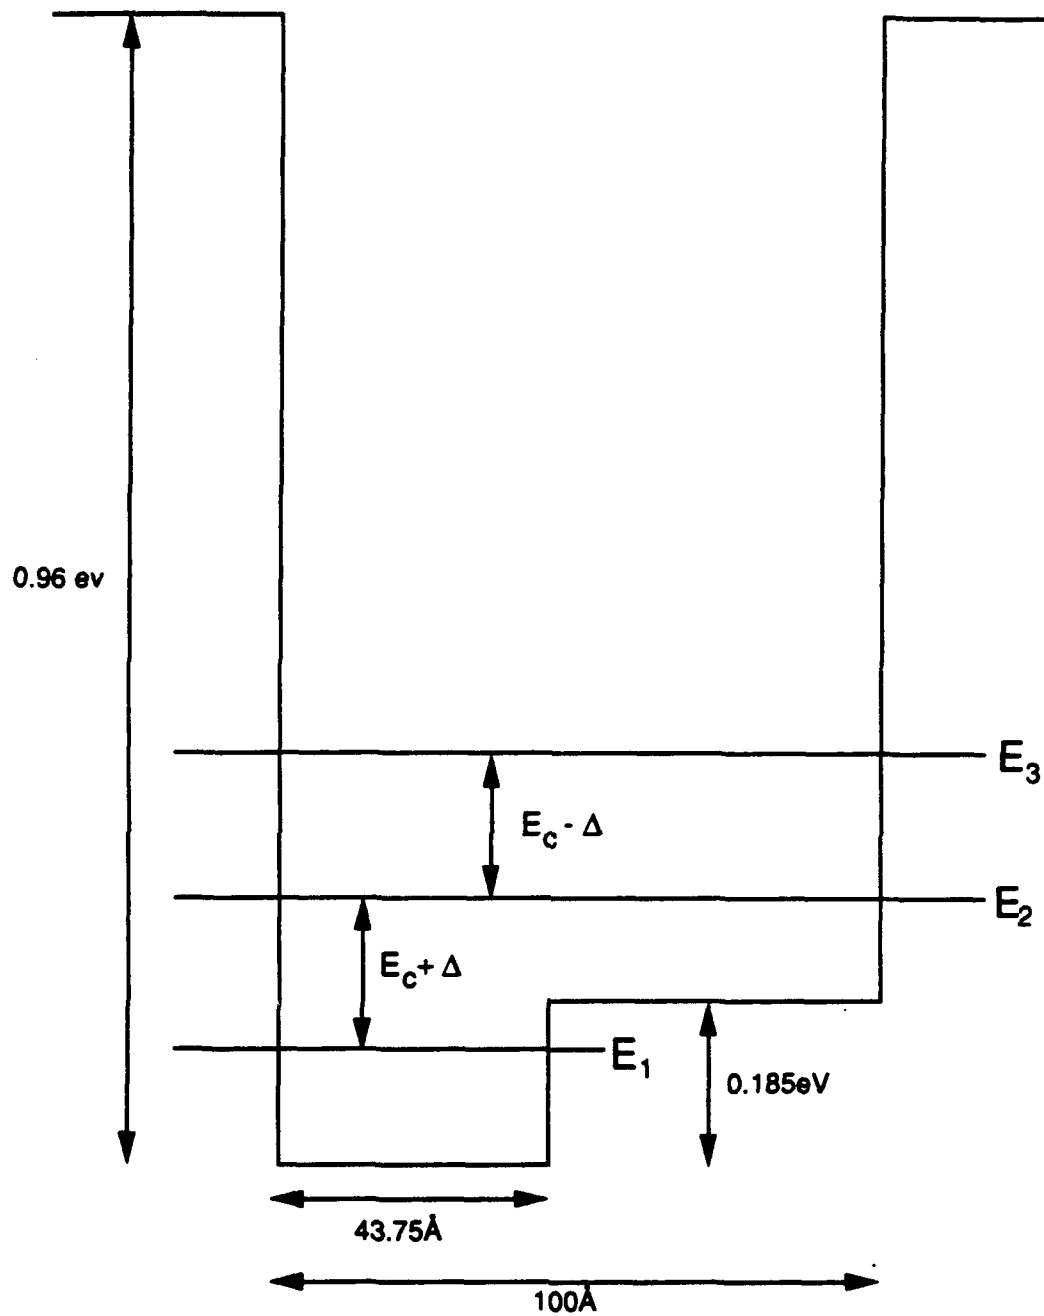 0.96 ev
E3
Ec - Δ
E2
Ec + Δ
E1
0.185eV
43.75Å
100Å